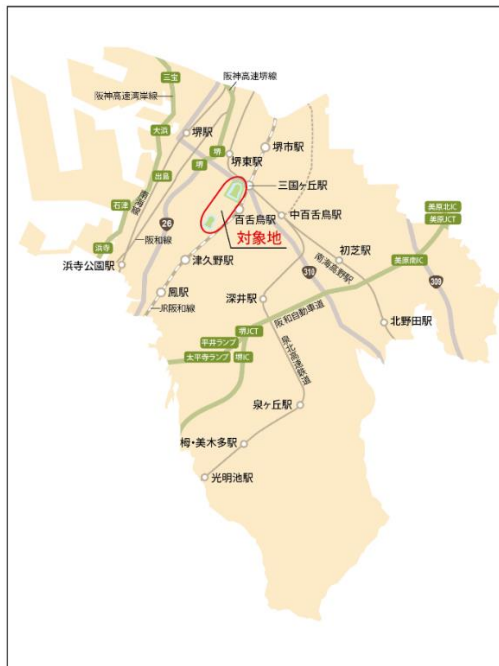 阪神高速堺線
三宝
阪神高速湾岸線
大浜
堺駅
堺
堺東駅
堺市駅
出島
堺
三国ヶ丘駅
石津
南海線
百舌鳥駅
中百舌鳥駅
美原北IC
美原JCT
26
対象地
浜寺
阪和線
初芝駅
南海高野線
美原南IC
浜寺公園駅
津久野駅
310
309
鳳駅
深井駅
JR阪和線
阪和自動車道
北野田駅
堺JCT
平井ランプ
太平寺ランプ
堺IC
泉北高速鉄道
泉ヶ丘駅
栂・美木多駅
光明池駅